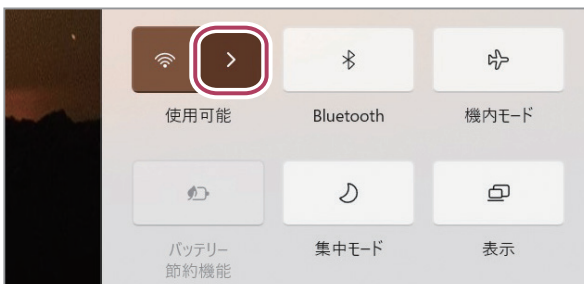 使用可能
Bluetooth
機内モード
バッテリー
節約機能
集中モード
表示